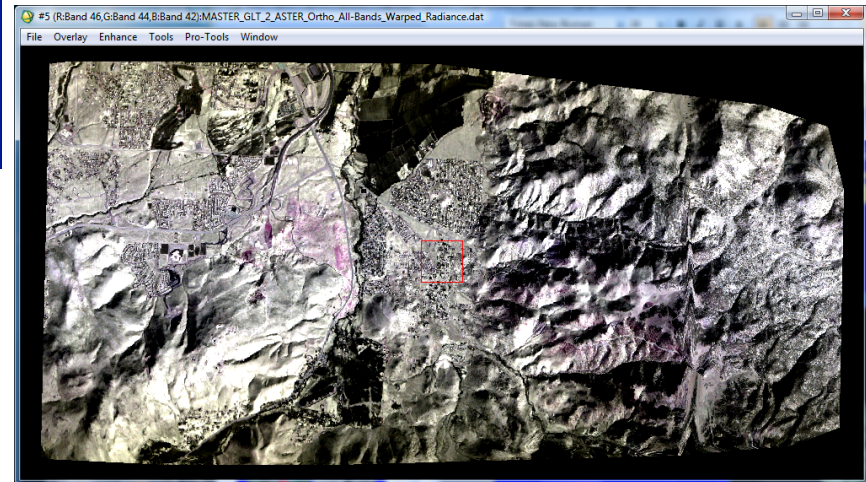 #5 (R:Band 46,G:Band 44,B:Band 42):MASTER_GLT_2_ASTER_Ortho_All-Bands_Warped_Radiance.dat
File Overlay Enhance Tools Pro-Tools Window